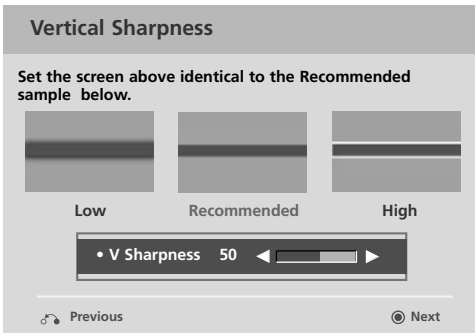 Vertical Sharpness
Set the screen above identical to the Recommended
sample below.
Low Recommended High
• V Sharpness 50
Previous Next